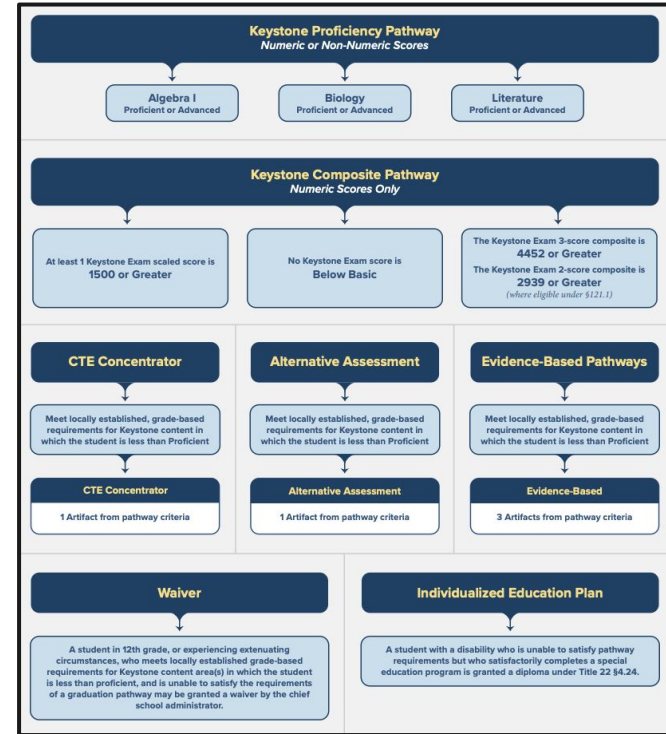 Keystone Proficiency Pathway
Numeric or Non-Numeric Scores
Algebra I
Proficient or Advanced
Biology
Proficient or Advanced
Literature
Proficient or Advanced
Keystone Composite Pathway
Numeric Scores Only
At least 1 Keystone Exam scaled score is
1500 or Greater
No Keystone Exam score is
Below Basic
The Keystone Exam 3-score composite is
4452 or Greater
The Keystone Exam 2-score composite is
2939 or Greater
(where eligible under §121.1)
CTE Concentrator
Meet locally established, grade-based
requirements for Keystone content in
which the student is less than Proficient
CTE Concentrator
1 Artifact from pathway criteria
Alternative Assessment
Meet locally established, grade-based
requirements for Keystone content in
which the student is less than Proficient
Alternative Assessment
1 Artifact from pathway criteria
Evidence-Based Pathways
Meet locally established, grade-based
requirements for Keystone content in
which the student is less than Proficient
Evidence-Based
3 Artifacts from pathway criteria
Waiver
A student in 12th grade, or experiencing extenuating
circumstances, who meets locally established grade-based
requirements for Keystone content area(s) in which the student
is less than proficient, and is unable to satisfy the requirements
of a graduation pathway may be granted a waiver by the chief
school administrator.
Individualized Education Plan
A student with a disability who is unable to satisfy pathway
requirements but who satisfactorily completes a special
education program is granted a diploma under Title 22 §4.24.